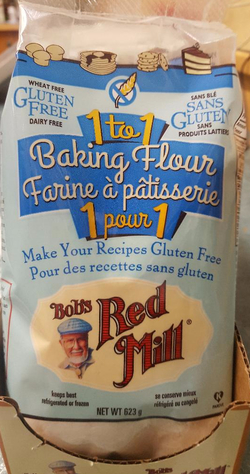 WHEAT FREE
GLUTEN
FREE
DAIRY FREE
SANS BLÉ
SANS
GLUTEN
SANS
PRODUITS LAITIERS
1 to 1
Baking Flour
Farine à pâtisserie
1 pour 1
Make Your Recipes Gluten Free
Pour des recettes sans gluten
Bob's
Red
Mill®
keeps best
refrigerated or frozen
se conserve mieux
réfrigéré ou congelé
NET WT 623 g
K